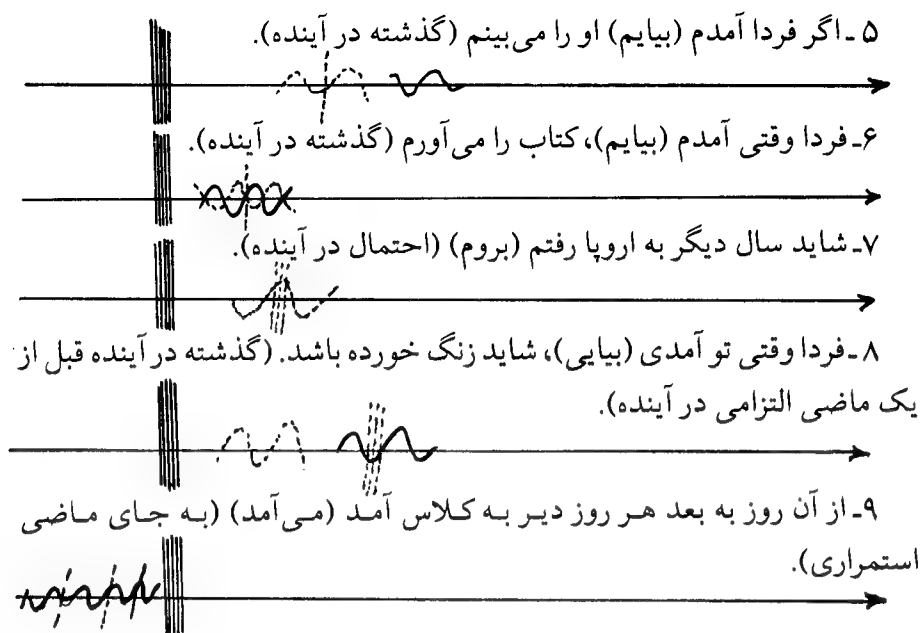 ۵ ـ اگر فردا آمدم (بیایم) او را می‌بینم (گذشته در آینده).
۶ـ فردا وقتی آمدم (بیایم)، کتاب را می‌آورم (گذشته در آینده).
۷ـ شاید سال دیگر به اروپا رفتم (بروم) (احتمال در آینده).
۸ ـ فردا وقتی تو آمدی (بیایی)، شاید زنگ خورده باشد. (گذشته در آینده قبل از
یک ماضی التزامی در آینده).
۹ـ از آن روز به بعد هر روز دیر به کلاس آمد (می‌آمد) (به جای ماضی
استمراری).